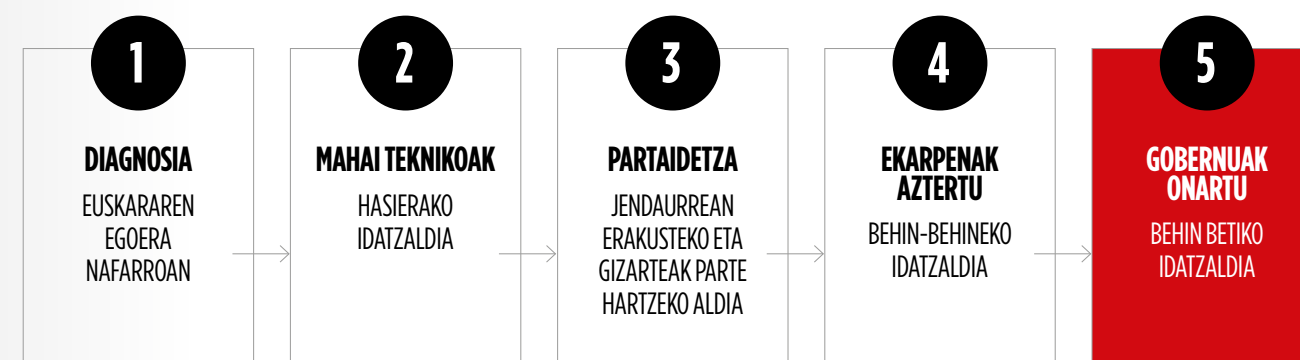 1
DIAGNOSIA
EUSKARAREN
EGOERA
NAFARROAN
2
MAHAI TEKNIKOAK
HASIERAKO
IDATZALDIA
3
PARTAIDETZA
JENDAURREAN
ERAKUSTEKO ETA
GIZARTEAK PARTE
HARTZEKO ALDIA
4
EKARPENAK
AZTERTU
BEHIN-BEHINEKO
IDATZALDIA
5
GOBERNUAK
ONARTU
BEHIN BETIKO
IDATZALDIA